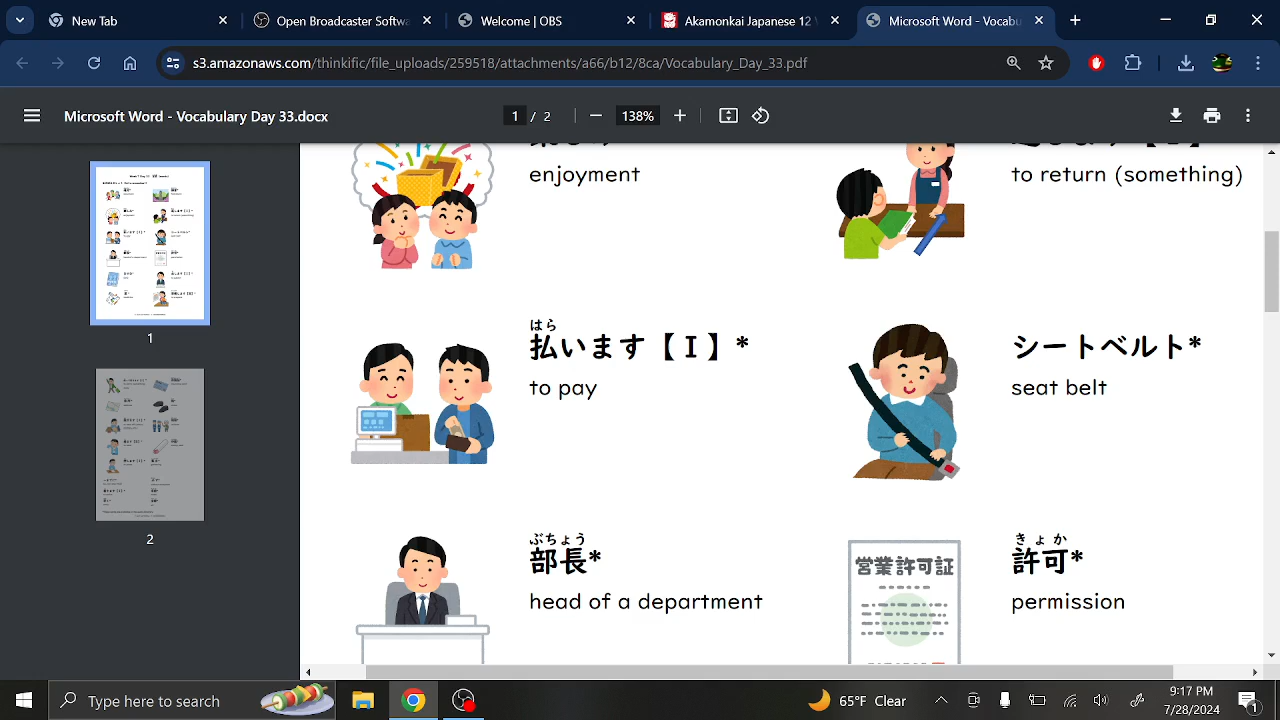 New Tab
Open Broadcaster Softwa
Welcome | OBS
Akamonkai Japanese 12
Microsoft Word - Vocabu
s3.amazonaws.com/thinkific/file_uploads/259518/attachments/a66/b12/8ca/Vocabulary_Day_33.pdf
Microsoft Word - Vocabulary Day 33.docx
1 / 2
138%
enjoyment
to return (something)
はら
払います【Ⅰ】*
to pay
シートベルト*
seat belt
ぶちょう
部長*
head of a department
きょか
許可*
permission
営業許可証
1
2
Type here to search
65°F Clear
9:17 PM
7/28/2024